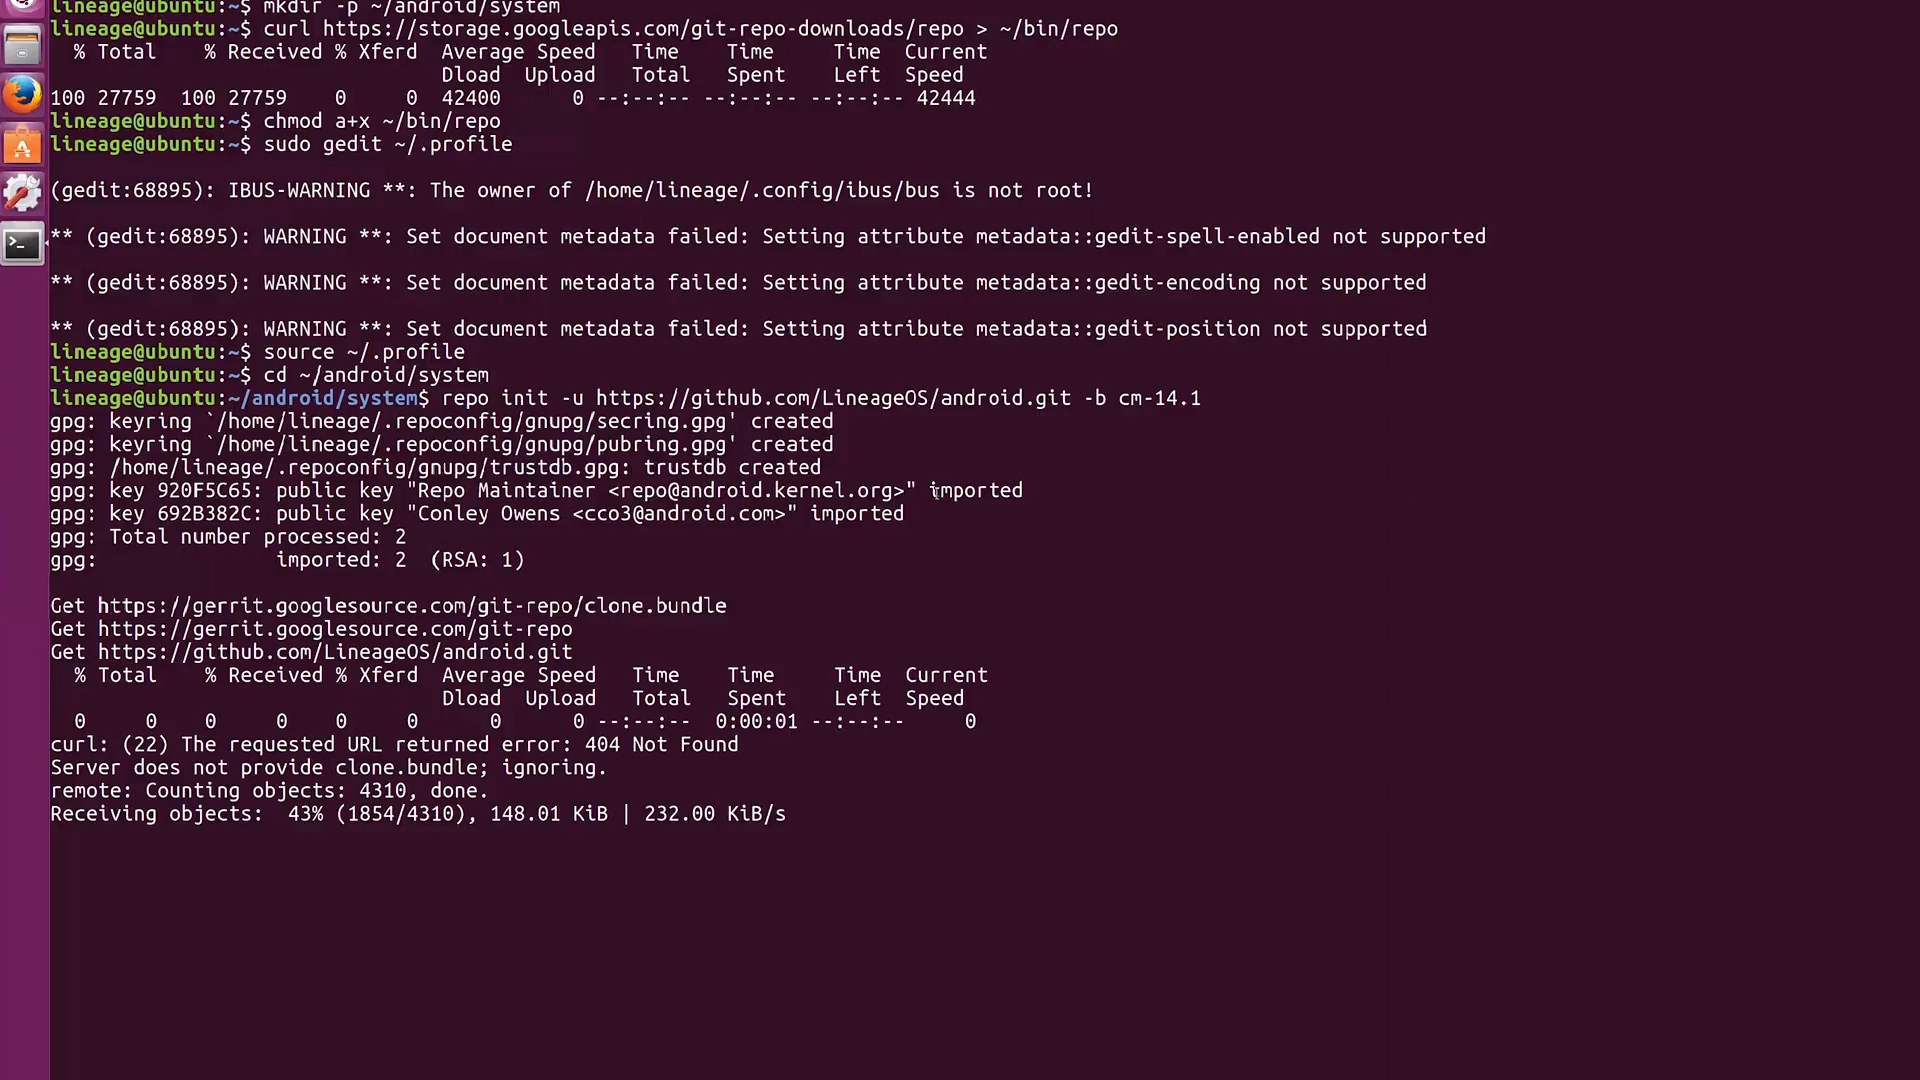 lineage@ubuntu:~$ mkdir -p ~/android/system
lineage@ubuntu:~$ curl https://storage.googleapis.com/git-repo-downloads/repo > ~/bin/repo
  % Total    % Received % Xferd  Average Speed   Time    Time     Time  Current
                                 Dload  Upload   Total   Spent    Left  Speed
100 27759  100 27759    0     0  42400      0 --:--:-- --:--:-- --:--:-- 42444
lineage@ubuntu:~$ chmod a+x ~/bin/repo
lineage@ubuntu:~$ sudo gedit ~/.profile
(gedit:68895): IBUS-WARNING **: The owner of /home/lineage/.config/ibus/bus is not root!
** (gedit:68895): WARNING **: Set document metadata failed: Setting attribute metadata::gedit-spell-enabled not supported
** (gedit:68895): WARNING **: Set document metadata failed: Setting attribute metadata::gedit-encoding not supported
** (gedit:68895): WARNING **: Set document metadata failed: Setting attribute metadata::gedit-position not supported
lineage@ubuntu:~$ source ~/.profile
lineage@ubuntu:~$ cd ~/android/system
lineage@ubuntu:~/android/system$ repo init -u https://github.com/LineageOS/android.git -b cm-14.1
gpg: keyring `/home/lineage/.repoconfig/gnupg/secring.gpg' created
gpg: keyring `/home/lineage/.repoconfig/gnupg/pubring.gpg' created
gpg: /home/lineage/.repoconfig/gnupg/trustdb.gpg: trustdb created
gpg: key 920F5C65: public key "Repo Maintainer <repo@android.kernel.org>" imported
gpg: key 692B382C: public key "Conley Owens <cco3@android.com>" imported
gpg: Total number processed: 2
gpg:               imported: 2  (RSA: 1)
Get https://gerrit.googlesource.com/git-repo/clone.bundle
Get https://gerrit.googlesource.com/git-repo
Get https://github.com/LineageOS/android.git
  % Total    % Received % Xferd  Average Speed   Time    Time     Time  Current
                                 Dload  Upload   Total   Spent    Left  Speed
  0     0    0     0    0     0      0      0 --:--:--  0:00:01 --:--:--     0
curl: (22) The requested URL returned error: 404 Not Found
Server does not provide clone.bundle; ignoring.
remote: Counting objects: 4310, done.
Receiving objects:  43% (1854/4310), 148.01 KiB | 232.00 KiB/s